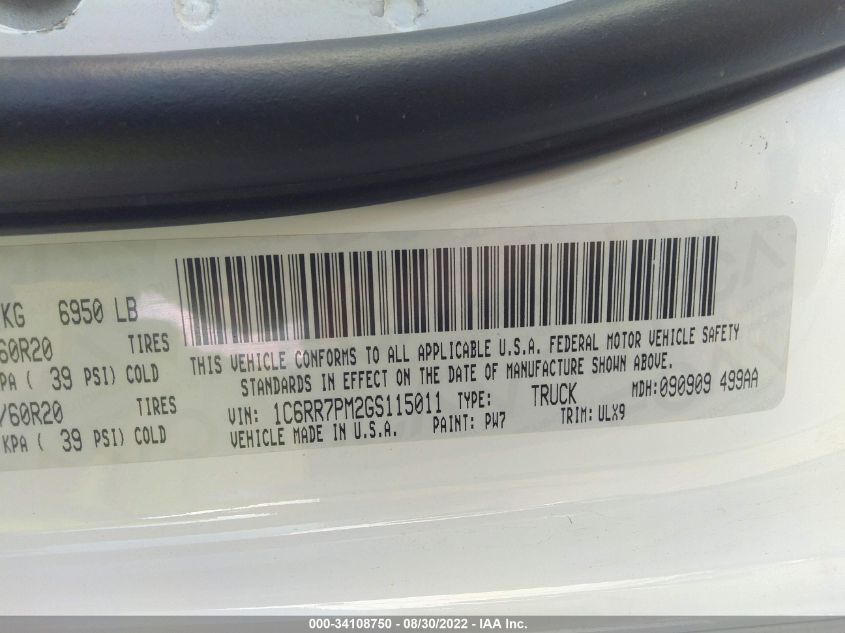 KG 6950 LB
60R20 TIRES
KPA ( 39 PSI) COLD
/60R20 TIRES
KPA ( 39 PSI) COLD
THIS VEHICLE CONFORMS TO ALL APPLICABLE U.S.A. FEDERAL MOTOR VEHICLE SAFETY
STANDARDS IN EFFECT ON THE DATE OF MANUFACTURE SHOWN ABOVE.
VIN: 1C6RR7PM2GS115011 TYPE: TRUCK MDH: 090909 499AA
VEHICLE MADE IN U.S.A. PAINT: PW7 TRIM: ULX9
000-34108750 - 08/30/2022 - IAA Inc.